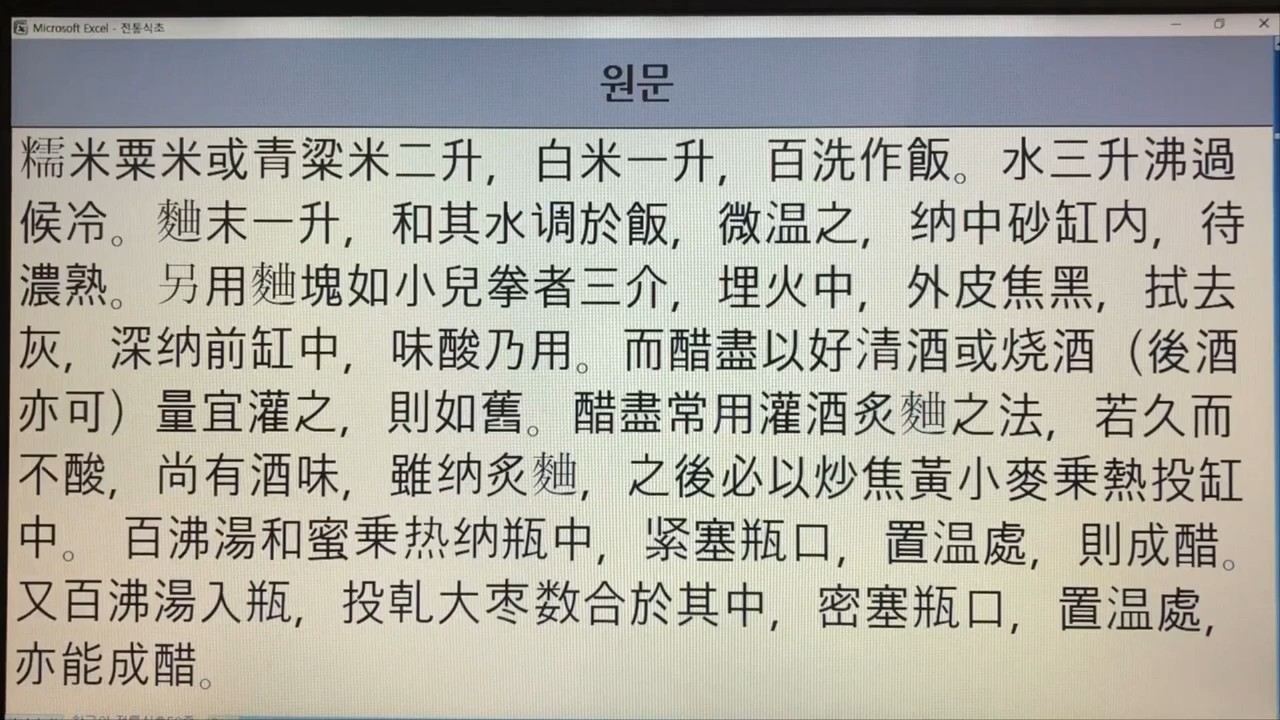 Microsoft Excel - 전통식초
원문
糯米粟米或青粱米二升，白米一升，百洗作飯。水三升沸過
候冷。麯末一升，和其水调於飯，微温之，纳中砂缸内，待
濃熟。另用麯塊如小兒拳者三介，埋火中，外皮焦黑，拭去
灰，深纳前缸中，味酸乃用。而醋盡以好清酒或烧酒（後酒
亦可）量宜灌之，則如舊。醋盡常用灌酒炙麯之法，若久而
不酸，尚有酒味，雖纳炙麯，之後必以炒焦黃小麥乗熱投缸
中。百沸湯和蜜乗热纳瓶中，紧塞瓶口，置温處，則成醋。
又百沸湯入瓶，投乹大枣数合於其中，密塞瓶口，置温處，
亦能成醋。